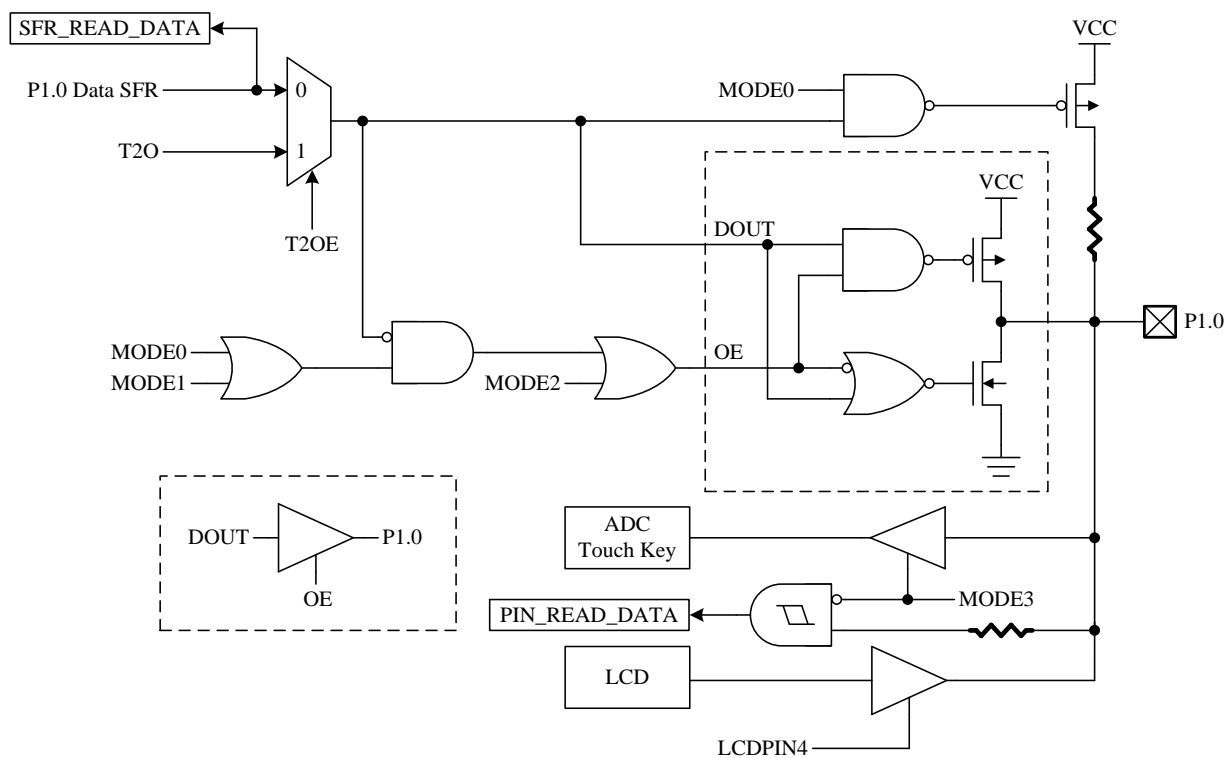 SFR_READ_DATA
VCC
P1.0 Data SFR
0
MODE0
T2O
1
VCC
T2OE
DOUT
P1.0
MODE0
MODE1
MODE2
OE
DOUT
P1.0
OE
ADC
Touch Key
MODE3
PIN_READ_DATA
LCD
LCDPIN4